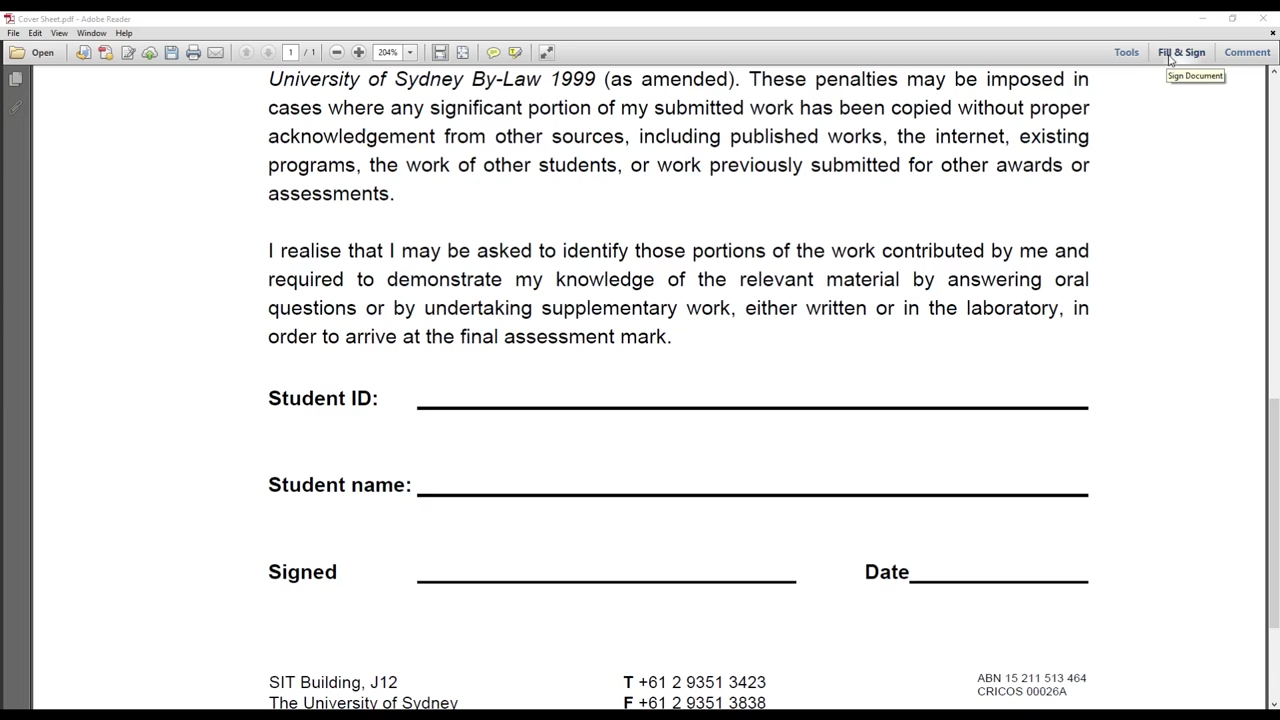 Cover Sheet.pdf - Adobe Reader
File Edit View Window Help
Open 1 / 1 204% Tools Fill & Sign Comment
Sign Document
University of Sydney By-Law 1999 (as amended). These penalties may be imposed in
cases where any significant portion of my submitted work has been copied without proper
acknowledgement from other sources, including published works, the internet, existing
programs, the work of other students, or work previously submitted for other awards or
assessments.
I realise that I may be asked to identify those portions of the work contributed by me and
required to demonstrate my knowledge of the relevant material by answering oral
questions or by undertaking supplementary work, either written or in the laboratory, in
order to arrive at the final assessment mark.
Student ID:
Student name:
Signed Date
SIT Building, J12 T +61 2 9351 3423 ABN 15 211 513 464
The University of Sydney F +61 2 9351 3838 CRICOS 00026A